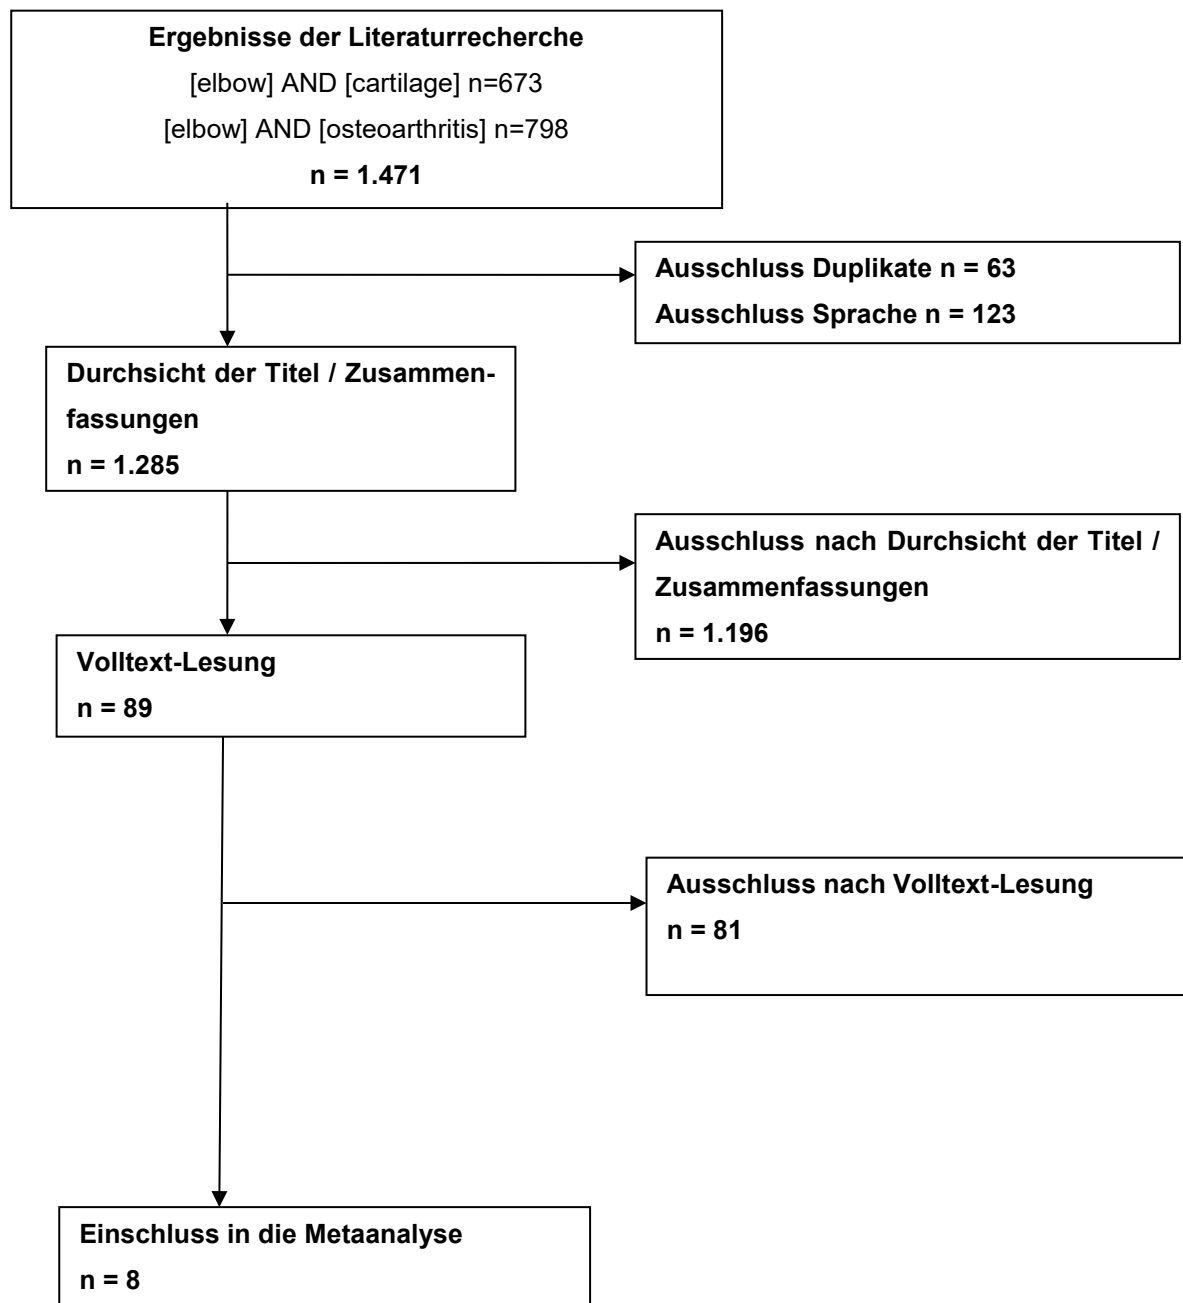 Ergebnisse der Literaturrecherche
[elbow] AND [cartilage] n=673
[elbow] AND [osteoarthritis] n=798
n = 1.471
Ausschluss Duplikate n = 63
Ausschluss Sprache n = 123
Durchsicht der Titel / Zusammen-
fassungen
n = 1.285
Ausschluss nach Durchsicht der Titel /
Zusammenfassungen
n = 1.196
Volltext-Lesung
n = 89
Ausschluss nach Volltext-Lesung
n = 81
Einschluss in die Metaanalyse
n = 8